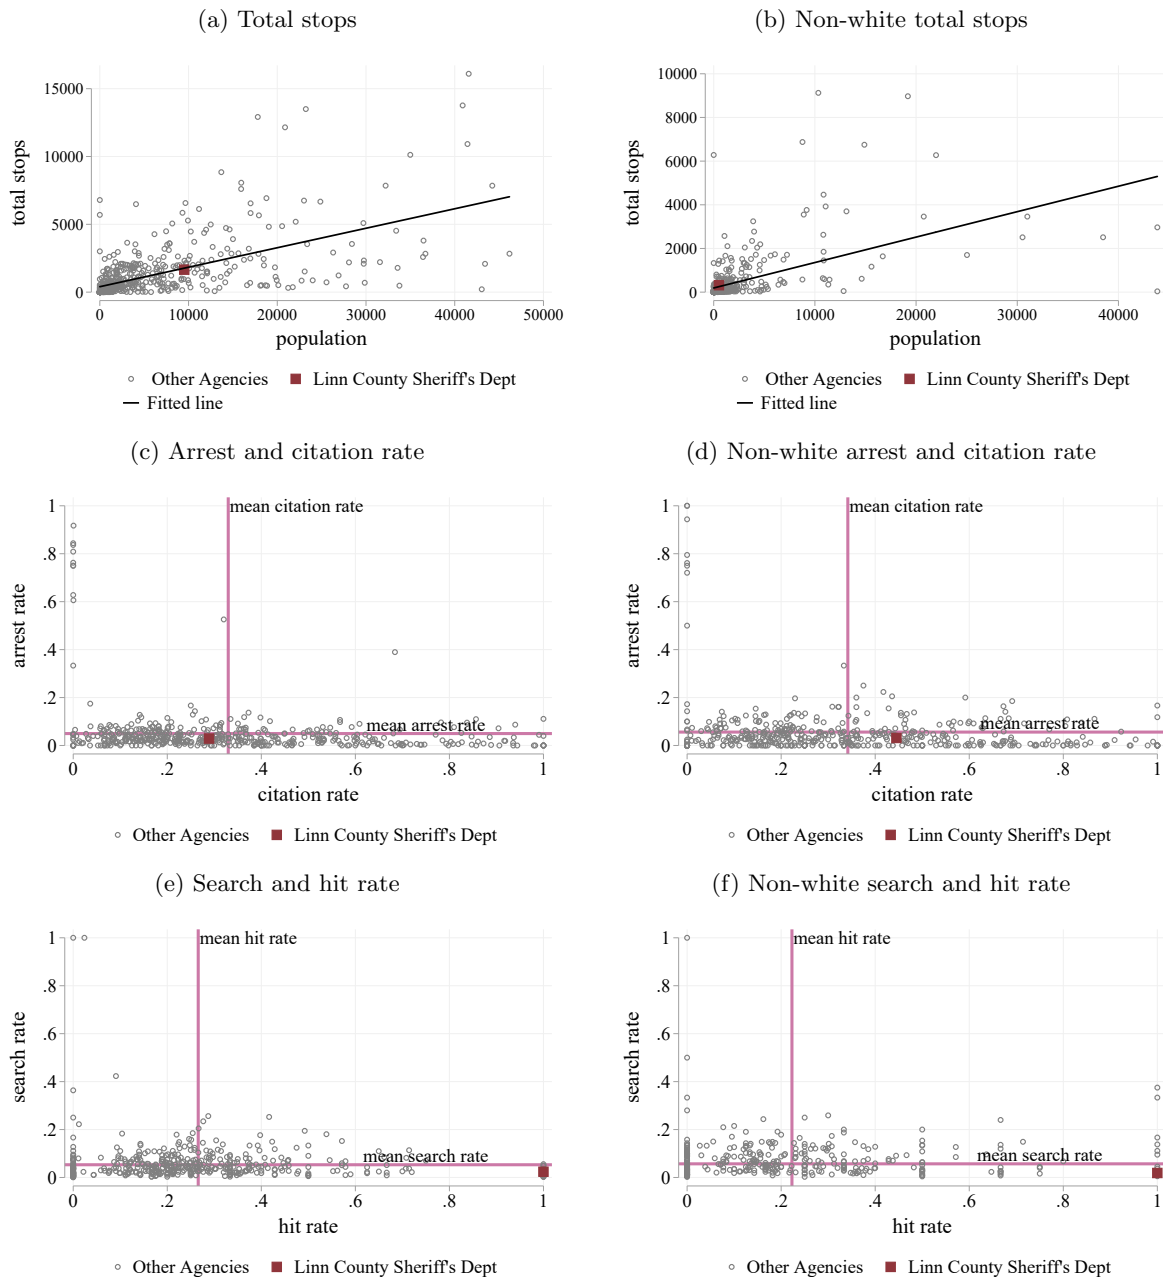 (a) Total stops
(b) Non-white total stops
total stops
15000
10000
5000
0
0 10000 20000 30000 40000 50000
population
Other Agencies Linn County Sheriff's Dept
Fitted line
total stops
10000
8000
6000
4000
2000
0
0 10000 20000 30000 40000
population
Other Agencies Linn County Sheriff's Dept
Fitted line
(c) Arrest and citation rate
(d) Non-white arrest and citation rate
arrest rate
1
.8
.6
.4
.2
0
mean citation rate
mean arrest rate
0 .2 .4 .6 .8 1
citation rate
Other Agencies Linn County Sheriff's Dept
arrest rate
1
.8
.6
.4
.2
0
mean citation rate
mean arrest rate
0 .2 .4 .6 .8 1
citation rate
Other Agencies Linn County Sheriff's Dept
(e) Search and hit rate
(f) Non-white search and hit rate
search rate
1
.8
.6
.4
.2
0
mean hit rate
mean search rate
0 .2 .4 .6 .8 1
hit rate
Other Agencies Linn County Sheriff's Dept
search rate
1
.8
.6
.4
.2
0
mean hit rate
mean search rate
0 .2 .4 .6 .8 1
hit rate
Other Agencies Linn County Sheriff's Dept